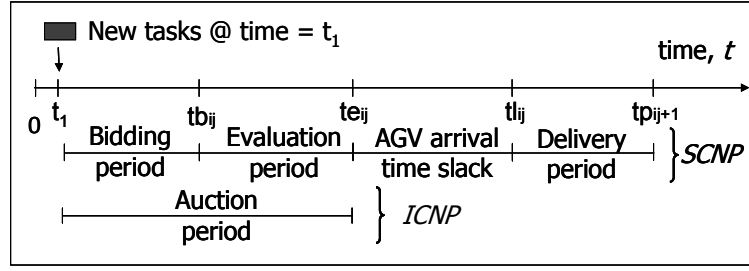 New tasks @ time = t1
time, t
0 t1 tbij teij tlij tpij+1
Bidding period
Evaluation period
AGV arrival time slack
Delivery period
SCNP
Auction period
ICNP